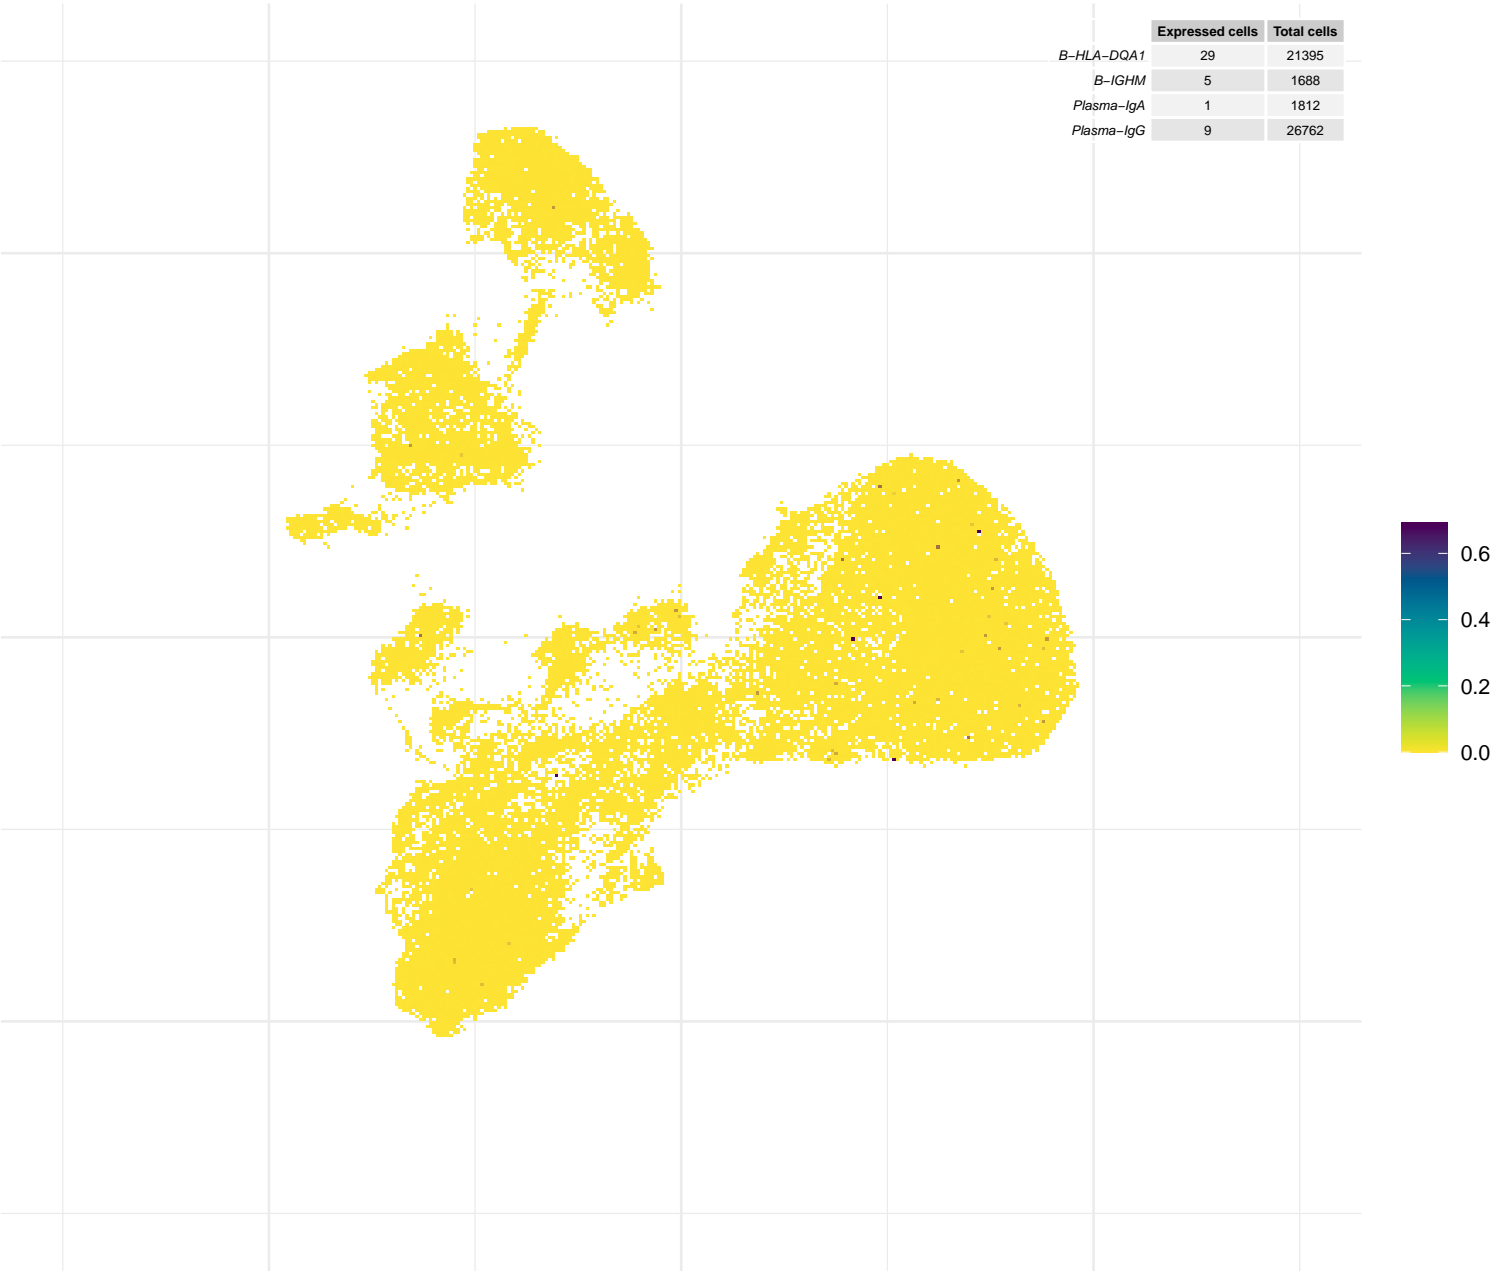 Expressed cells Total cells
B−HLA−DQA1 29 21395
B−IGHM 5 1688
Plasma−IgA 1 1812
Plasma−IgG 9 26762
0.6
0.4
0.2
0.0